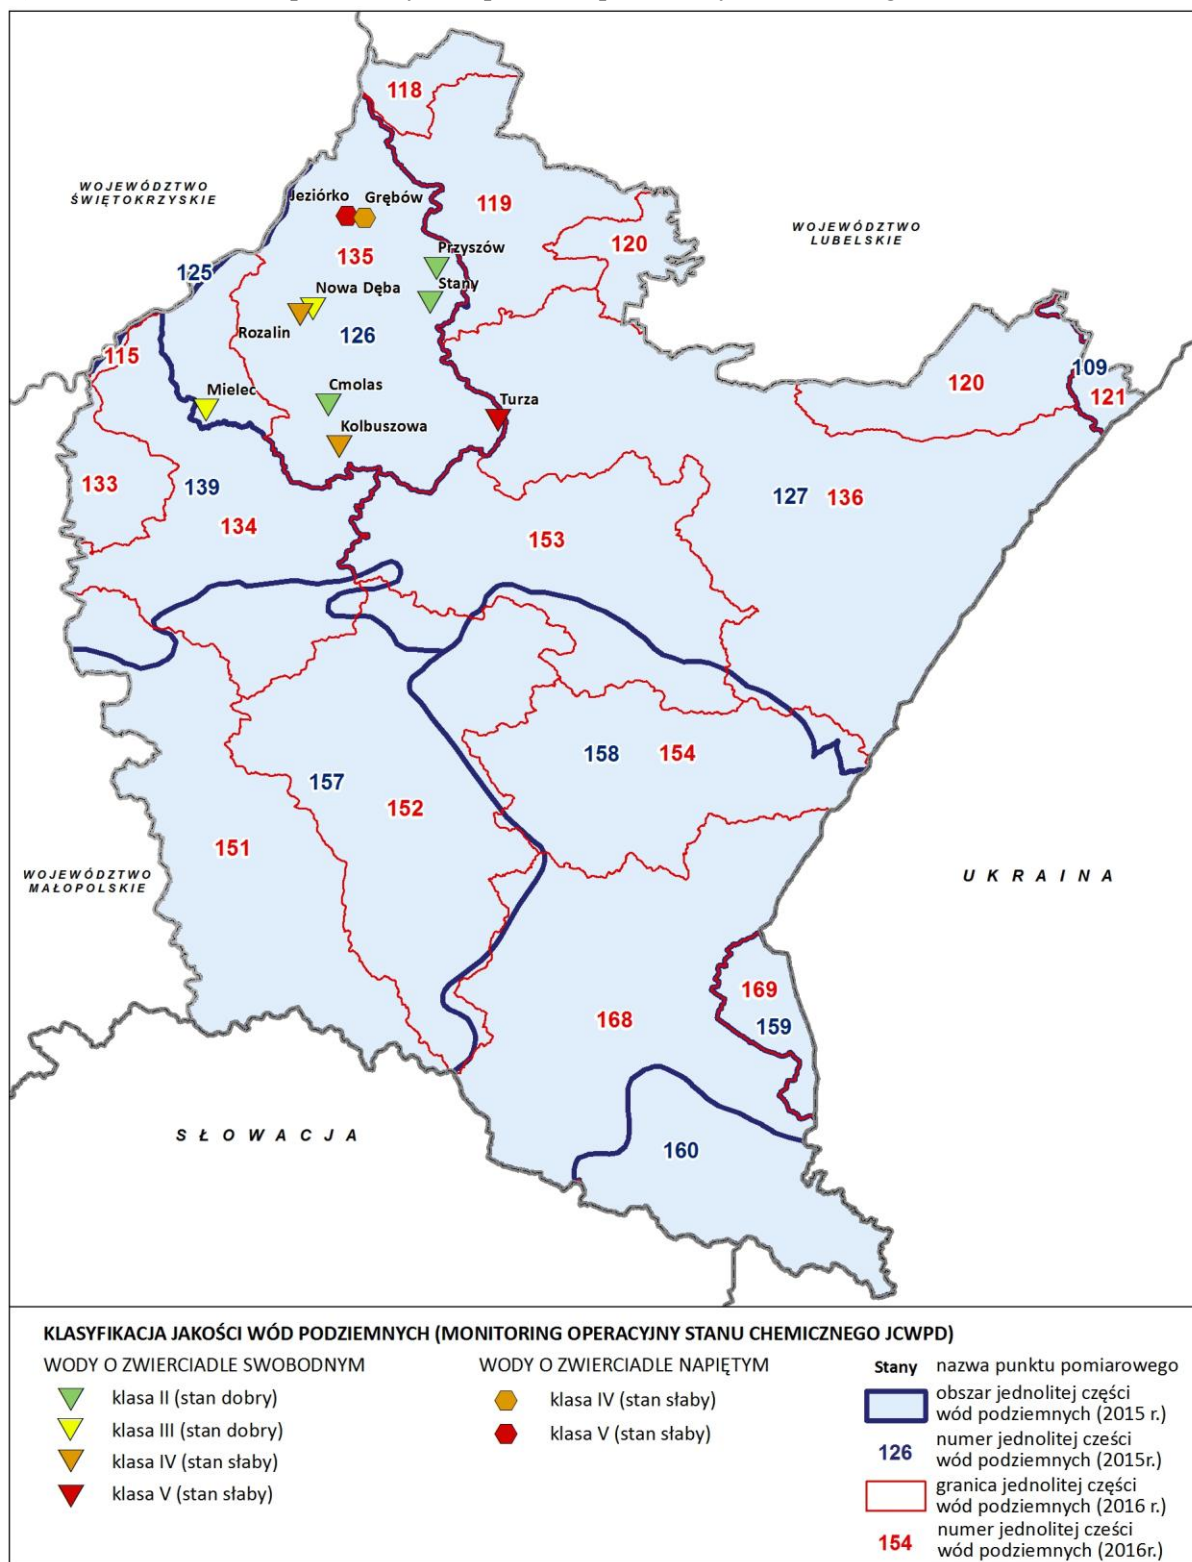 118
WOJEWÓDZTWO
ŚWIĘTOKRZYSKIE
Jeziórko
Grębów
119
WOJEWÓDZTWO
LUBELSKIE
120
135
Przyszów
125
Nowa Dęba
Stany
Rozalin
126
115
109
120
121
Mielec
Cmolas
Turza
Kolbuszowa
133
139
127
136
134
153
158
154
157
152
151
WOJEWÓDZTWO
MAŁOPOLSKIE
UKRAINA
169
159
168
SŁOWACJA
160
KLASYFIKACJA JAKOŚCI WÓD PODZIEMNYCH (MONITORING OPERACYJNY STANU CHEMICZNEGO JCWPD)
WODY O ZWIERCIADLE SWOBODNYM
klasa II (stan dobry)
klasa III (stan dobry)
klasa IV (stan słaby)
klasa V (stan słaby)
WODY O ZWIERCIADLE NAPIĘTYM
klasa IV (stan słaby)
klasa V (stan słaby)
Stany nazwa punktu pomiarowego
obszar jednolitej części
wód podziemnych (2015 r.)
126 numer jednolitej cześci
wód podziemnych (2015r.)
granica jednolitej części
wód podziemnych (2016 r.)
154 numer jednolitej cześci
wód podziemnych (2016r.)